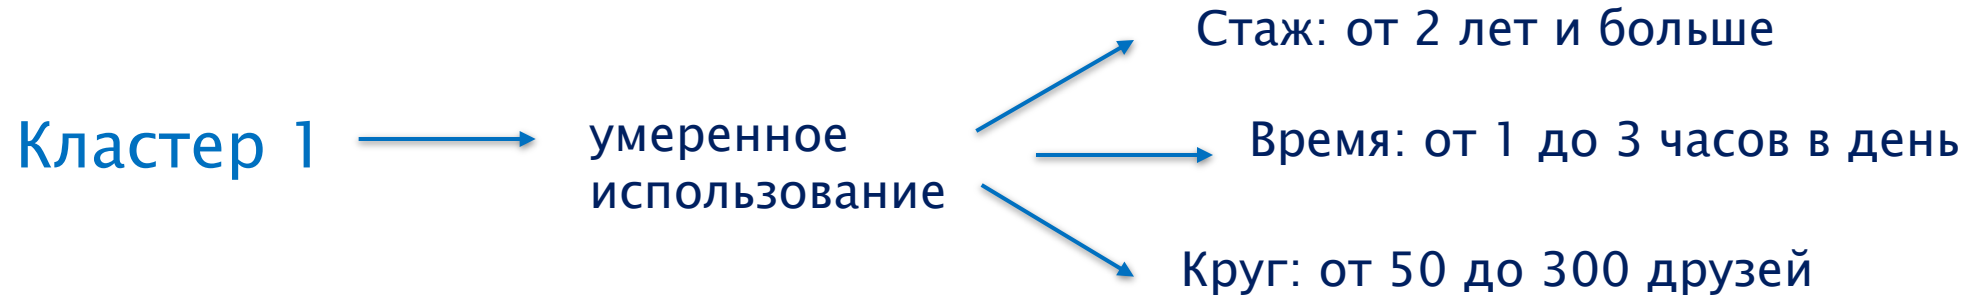 Кластер 1
умеренное
использование
Стаж: от 2 лет и больше
Время: от 1 до 3 часов в день
Круг: от 50 до 300 друзей